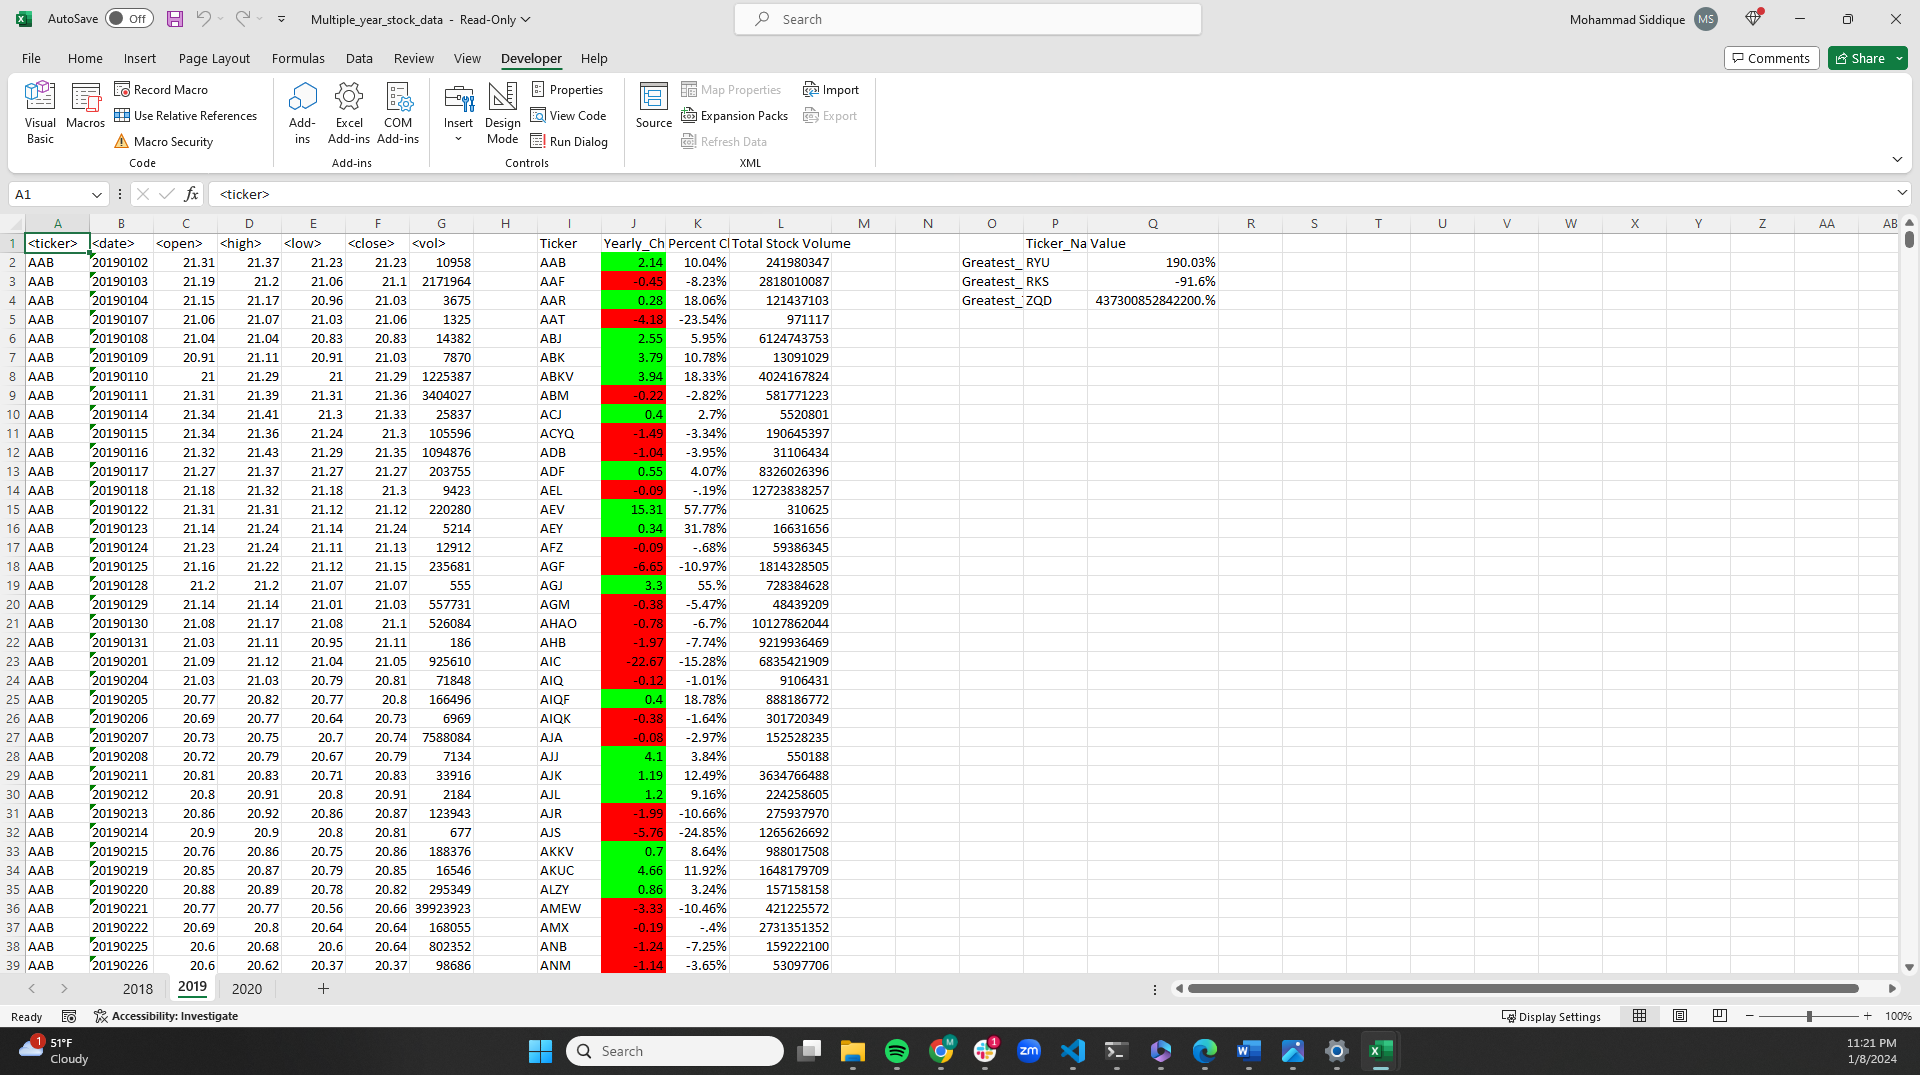 AutoSave Off Multiple_year_stock_data - Read-Only Search Mohammad Siddique MS
File Home Insert Page Layout Formulas Data Review View Developer Help Comments Share
Visual Basic Macros Record Macro Use Relative References Macro Security Code
Add-ins Excel Add-ins COM Add-ins Add-ins
Insert Design Mode Properties View Code Run Dialog Controls
Source Map Properties Expansion Packs Refresh Data Import Export XML
A1 fx <ticker>
A B C D E F G H I J K L M N O P Q R S T U V W X Y Z AA AB
1 <ticker> <date> <open> <high> <low> <close> <vol> Ticker Yearly_Ch Percent Cl Total Stock Volume Ticker_Na Value
2 AAB 20190102 21.31 21.37 21.23 21.23 10958 AAB 2.14 10.04% 241980347 Greatest_ RYU 190.03%
3 AAB 20190103 21.19 21.2 21.06 21.1 2171964 AAF -0.45 -8.23% 2818010087 Greatest_ RKS -91.6%
4 AAB 20190104 21.15 21.17 20.96 21.03 3675 AAR 0.28 18.06% 121437103 Greatest_ ZQD 437300852842200.%
5 AAB 20190107 21.06 21.07 21.03 21.06 1325 AAT -4.18 -23.54% 971117
6 AAB 20190108 21.04 21.04 20.83 20.83 14382 ABJ 2.55 5.95% 6124743753
7 AAB 20190109 20.91 21.11 20.91 21.03 7870 ABK 3.79 10.78% 13091029
8 AAB 20190110 21 21.29 21 21.29 1225387 ABKV 3.94 18.33% 4024167824
9 AAB 20190111 21.31 21.39 21.31 21.36 3404027 ABM -0.22 -2.82% 581771223
10 AAB 20190114 21.34 21.41 21.3 21.33 25837 ACJ 0.4 2.7% 5520801
11 AAB 20190115 21.34 21.36 21.24 21.3 105596 ACYQ -1.49 -3.34% 190645397
12 AAB 20190116 21.32 21.43 21.29 21.35 1094876 ADB -1.04 -3.95% 31106434
13 AAB 20190117 21.27 21.37 21.27 21.27 203755 ADF 0.55 4.07% 8326026396
14 AAB 20190118 21.18 21.32 21.18 21.3 9423 AEL -0.09 -.19% 12723838257
15 AAB 20190122 21.31 21.31 21.12 21.12 220280 AEV 15.31 57.77% 310625
16 AAB 20190123 21.14 21.24 21.14 21.24 5214 AEY 0.34 31.78% 16631656
17 AAB 20190124 21.23 21.24 21.11 21.13 12912 AFZ -0.09 -.68% 59386345
18 AAB 20190125 21.16 21.22 21.12 21.15 235681 AGF -6.65 -10.97% 1814328505
19 AAB 20190128 21.2 21.2 21.07 21.07 555 AGJ 3.3 55.% 728384628
20 AAB 20190129 21.14 21.14 21.01 21.03 557731 AGM -0.38 -5.47% 48439209
21 AAB 20190130 21.08 21.17 21.08 21.1 526084 AHAO -0.78 -6.7% 10127862044
22 AAB 20190131 21.03 21.11 20.95 21.11 186 AHB -1.97 -7.74% 9219936469
23 AAB 20190201 21.09 21.12 21.04 21.05 925610 AIC -22.67 -15.28% 6835421909
24 AAB 20190204 21.03 21.03 20.79 20.81 71848 AIQ -0.12 -1.01% 9106431
25 AAB 20190205 20.77 20.82 20.77 20.8 166496 AIQF 0.4 18.78% 888186772
26 AAB 20190206 20.69 20.77 20.64 20.73 6969 AIQK -0.38 -1.64% 301720349
27 AAB 20190207 20.73 20.75 20.7 20.74 7588084 AJA -0.08 -2.97% 152528235
28 AAB 20190208 20.72 20.79 20.67 20.79 7134 AJJ 4.1 3.84% 550188
29 AAB 20190211 20.81 20.83 20.71 20.83 33916 AJK 1.19 12.49% 3634766488
30 AAB 20190212 20.8 20.91 20.8 20.91 2184 AJL 1.2 9.16% 224258605
31 AAB 20190213 20.86 20.92 20.86 20.87 123943 AJR -1.99 -10.66% 275937970
32 AAB 20190214 20.9 20.9 20.8 20.81 677 AJS -5.76 -24.85% 1265626692
33 AAB 20190215 20.76 20.86 20.75 20.86 188376 AKKV 0.7 8.64% 988017508
34 AAB 20190219 20.85 20.87 20.79 20.85 16546 AKUC 4.66 11.92% 1648179709
35 AAB 20190220 20.88 20.89 20.78 20.82 295349 ALZY 0.86 3.24% 157158158
36 AAB 20190221 20.77 20.77 20.56 20.66 39923923 AMEW -3.33 -10.46% 421225572
37 AAB 20190222 20.69 20.8 20.64 20.64 168055 AMX -0.19 -.4% 2731351352
38 AAB 20190225 20.6 20.68 20.6 20.64 802352 ANB -1.24 -7.25% 159222100
39 AAB 20190226 20.6 20.62 20.37 20.37 98686 ANM -1.14 -3.65% 53097706
2018 2019 2020
Ready Accessibility: Investigate Display Settings 100%
1 51°F Cloudy Search M 1 zm 11:21 PM
1/8/2024